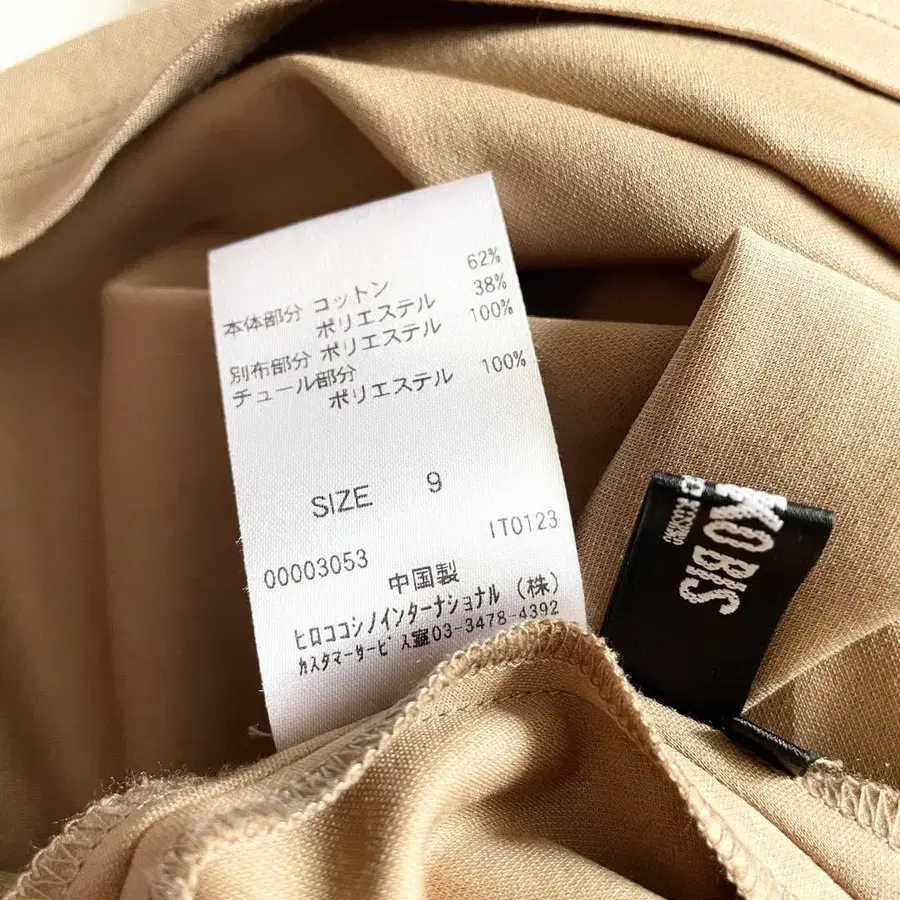 本体部分 コットン 62%
ポリエステル 38%
別布部分 ポリエステル 100%
チュール部分
ポリエステル 100%
SIZE 9
IT0123
00003053
中国製
ヒロココシノインターナショナル (株)
カスタマーサービス室03-3478-4392
KOBIS